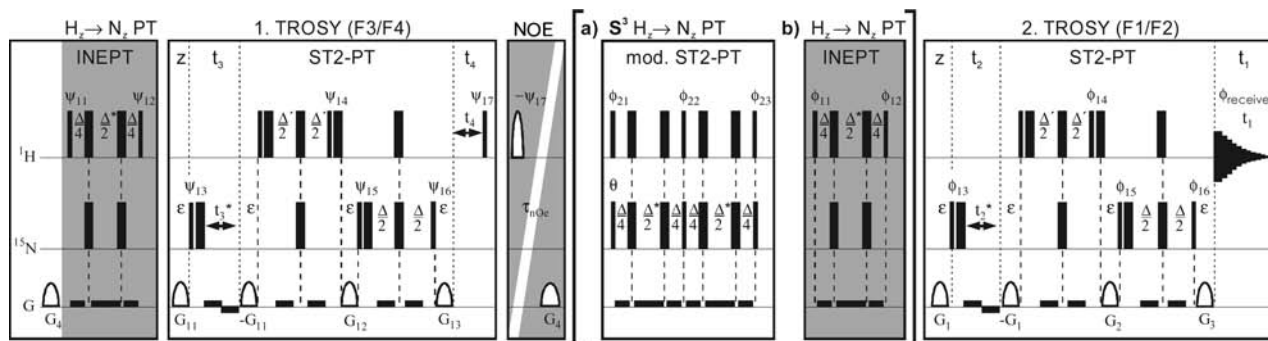 H_z → N_z PT 1. TROSY (F3/F4) NOE a) S³ H_z → N_z PT b) H_z → N_z PT 2. TROSY (F1/F2)
INEPT z t₃ ST2-PT t₄ mod. ST2-PT INEPT z t₂ ST2-PT t₁
ψ₁₁ ψ₁₂ ψ₁₄ ψ₁₇ −ψ₁₇ ϕ₂₁ ϕ₂₂ ϕ₂₃ ϕ₁₁ ϕ₁₂ ϕ₁₄ ϕ_receive
Δ/4 Δ*/2 Δ/4 Δ´/2 Δ´/2 t₄ Δ/4 Δ*/2 Δ/4 Δ´/2 Δ´/2 t₁
¹H
ψ₁₃ ψ₁₅ ψ₁₆ θ ϕ₁₃ ϕ₁₅ ϕ₁₆
ε t₃* ε ε Δ/2 Δ/2 ε τ_nOe Δ/4 Δ*/2 Δ/4 Δ/4 Δ*/2 Δ/4 ε t₂* ε ε Δ/2 Δ/2 ε
¹⁵N
G
G₄ G₁₁ -G₁₁ G₁₂ G₁₃ G₄ G₁ -G₁ G₂ G₃